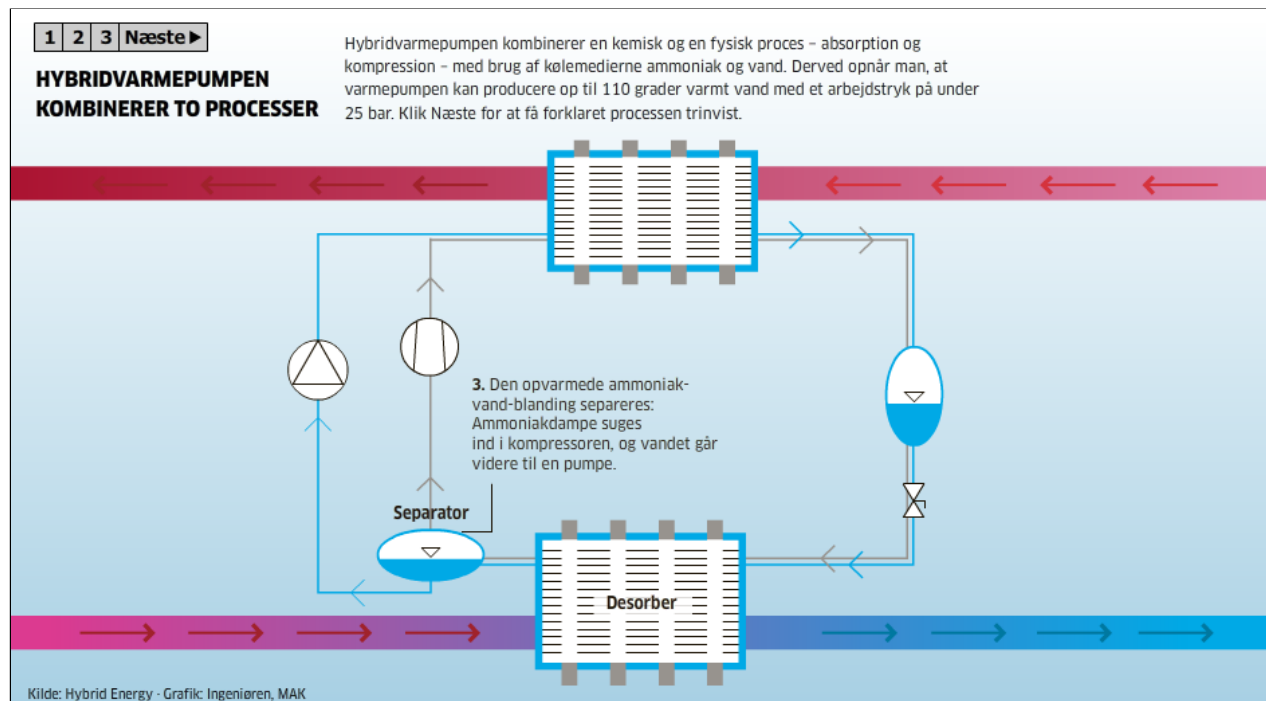 1 2 3 Næste ▶
HYBRIDVARMEPUMPEN
KOMBINERER TO PROCESSER
Hybridvarmepumpen kombinerer en kemisk og en fysisk proces – absorption og
kompression – med brug af kølemedierne ammoniak og vand. Derved opnår man, at
varmepumpen kan producere op til 110 grader varmt vand med et arbejdstryk på under
25 bar. Klik Næste for at få forklaret processen trinvist.
3. Den opvarmede ammoniak-
vand-blanding separeres:
Ammoniakdampe suges
ind i kompressoren, og vandet går
videre til en pumpe.
Separator
Desorber
Kilde: Hybrid Energy · Grafik: Ingeniøren, MAK